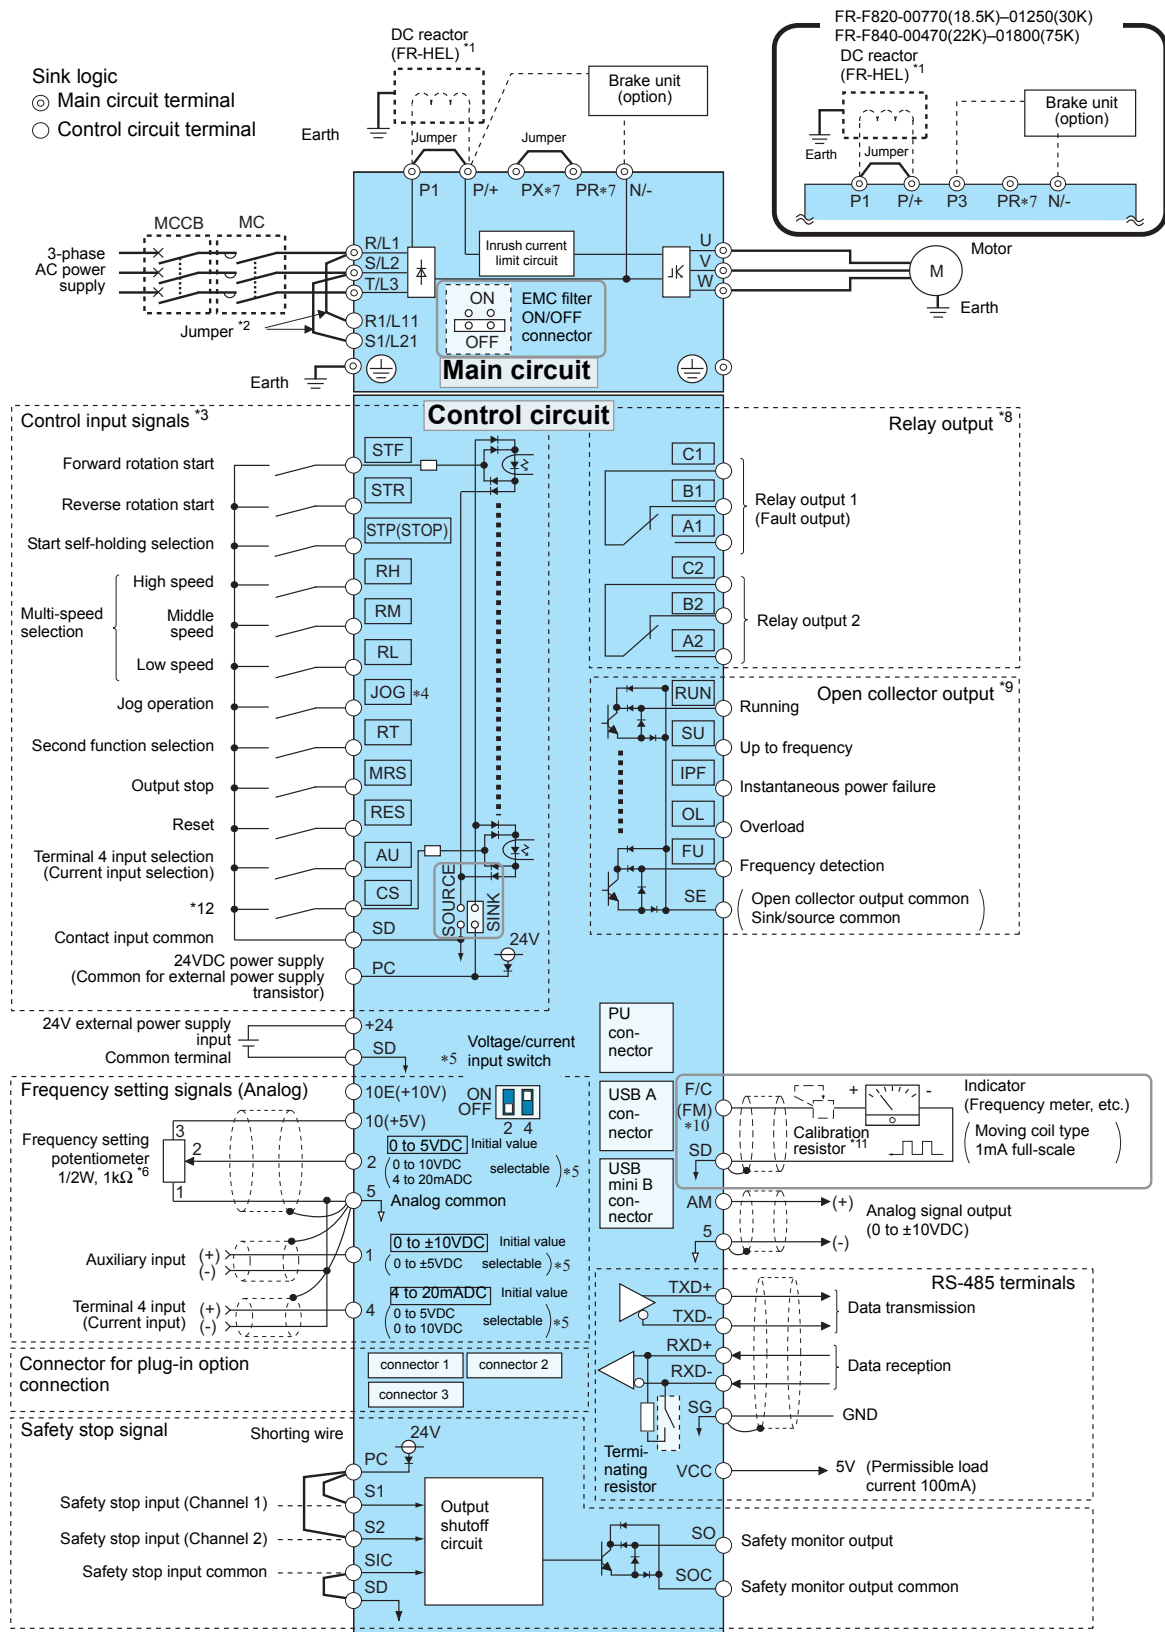 FR-F820-00770(18.5K)–01250(30K)
FR-F840-00470(22K)–01800(75K)
DC reactor
(FR-HEL) *1
Brake unit
(option)
Earth
Jumper
P1
P/+
P3
PR*7
N/-
Sink logic
Main circuit terminal
Control circuit terminal
DC reactor
(FR-HEL) *1
Brake unit
(option)
Earth
Jumper
Jumper
P1
P/+
PX*7
PR*7
N/-
MCCB
MC
3-phase
AC power
supply
Jumper *2
R/L1
S/L2
T/L3
R1/L11
S1/L21
Inrush current
limit circuit
ON
OFF
EMC filter
ON/OFF
connector
U
V
W
Motor
M
Earth
Earth
Main circuit
Control circuit
Control input signals *3
Forward rotation start
STF
Reverse rotation start
STR
Start self-holding selection
STP(STOP)
Multi-speed
selection
High speed
RH
Middle
speed
RM
Low speed
RL
Jog operation
JOG *4
Second function selection
RT
Output stop
MRS
Reset
RES
Terminal 4 input selection
(Current input selection)
AU
*12
CS
SOURCE
SINK
Contact input common
SD
24V
24VDC power supply
(Common for external power supply transistor)
PC
Relay output *8
C1
B1
A1
Relay output 1
(Fault output)
C2
B2
A2
Relay output 2
Open collector output *9
RUN
Running
SU
Up to frequency
IPF
Instantaneous power failure
OL
Overload
FU
Frequency detection
SE
Open collector output common
Sink/source common
24V external power supply
input
+24
Common terminal
SD
*5
Voltage/current
input switch
Frequency setting signals (Analog)
10E(+10V)
ON
OFF
2 4
10(+5V)
Frequency setting
potentiometer
1/2W, 1kΩ *6
3
2
1
2
0 to 5VDC
Initial value
0 to 10VDC
4 to 20mADC
selectable
*5
5
Analog common
Auxiliary input
(+)
(-)
1
0 to ±10VDC
Initial value
0 to ±5VDC
selectable
*5
Terminal 4 input
(Current input)
(+)
(-)
4
4 to 20mADC
Initial value
0 to 5VDC
0 to 10VDC
selectable
*5
PU
con-
nector
USB A
con-
nector
USB
mini B
con-
nector
F/C
(FM)
*10
SD
Calibration
resistor *11
+
-
Indicator
(Frequency meter, etc.)
Moving coil type
1mA full-scale
AM
5
(+)
(-)
Analog signal output
(0 to ±10VDC)
RS-485 terminals
TXD+
TXD-
Data transmission
RXD+
RXD-
Data reception
SG
GND
Termi-
nating
resistor
VCC
5V
(Permissible load
current 100mA)
Connector for plug-in option
connection
connector 1
connector 2
connector 3
Safety stop signal
Shorting wire
24V
PC
Safety stop input (Channel 1)
S1
Safety stop input (Channel 2)
S2
Safety stop input common
SIC
SD
Output
shutoff
circuit
SO
Safety monitor output
SOC
Safety monitor output common